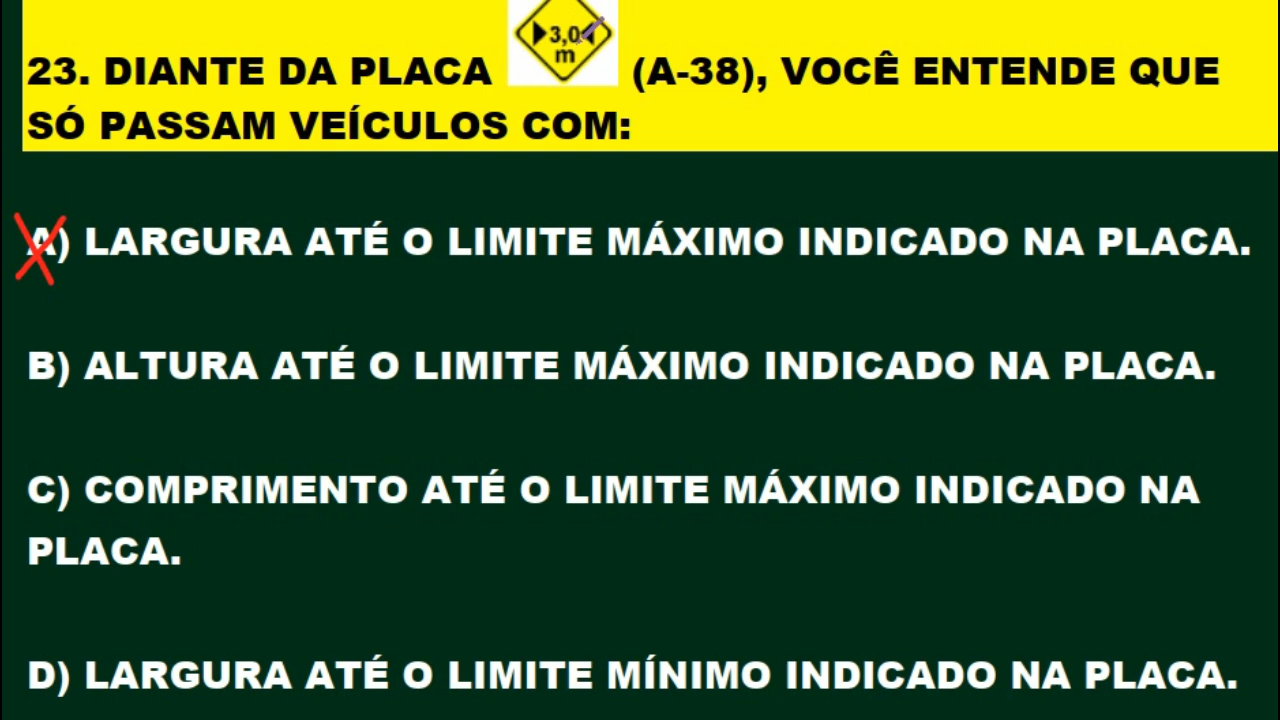 3,0
m
23. DIANTE DA PLACA (A-38), VOCÊ ENTENDE QUE
SÓ PASSAM VEÍCULOS COM:
A) LARGURA ATÉ O LIMITE MÁXIMO INDICADO NA PLACA.
B) ALTURA ATÉ O LIMITE MÁXIMO INDICADO NA PLACA.
C) COMPRIMENTO ATÉ O LIMITE MÁXIMO INDICADO NA
PLACA.
D) LARGURA ATÉ O LIMITE MÍNIMO INDICADO NA PLACA.